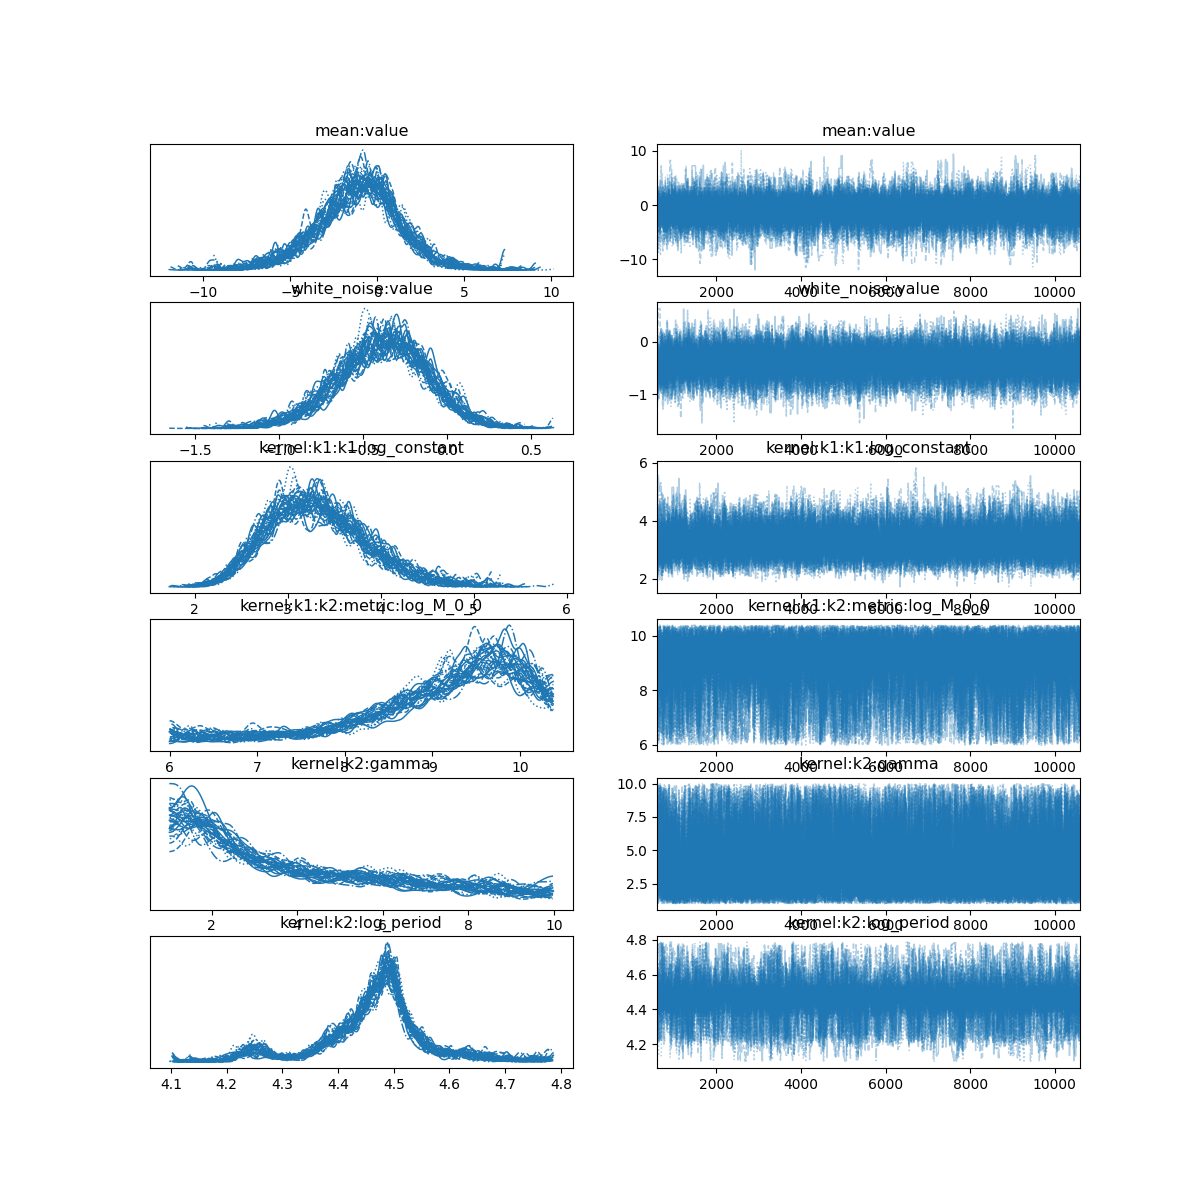 mean:value mean:value
10
0
−10
−10 −5 0 5 10 2000 4000 6000 8000 10000
white_noise:value white_noise:value
0
−1
−1.5 −1.0 −0.5 0.0 0.5 2000 4000 6000 8000 10000
kernel:k1:k1:log_constant kernel:k1:k1:log_constant
6
4
2
2 3 4 5 6 2000 4000 6000 8000 10000
kernel:k1:k2:metric:log_M_0_0 kernel:k1:k2:metric:log_M_0_0
10
8
6
6 7 8 9 10 2000 4000 6000 8000 10000
kernel:k2:gamma kernel:k2:gamma
10.0
7.5
5.0
2.5
2 4 6 8 10 2000 4000 6000 8000 10000
kernel:k2:log_period kernel:k2:log_period
4.8
4.6
4.4
4.2
4.1 4.2 4.3 4.4 4.5 4.6 4.7 4.8 2000 4000 6000 8000 10000